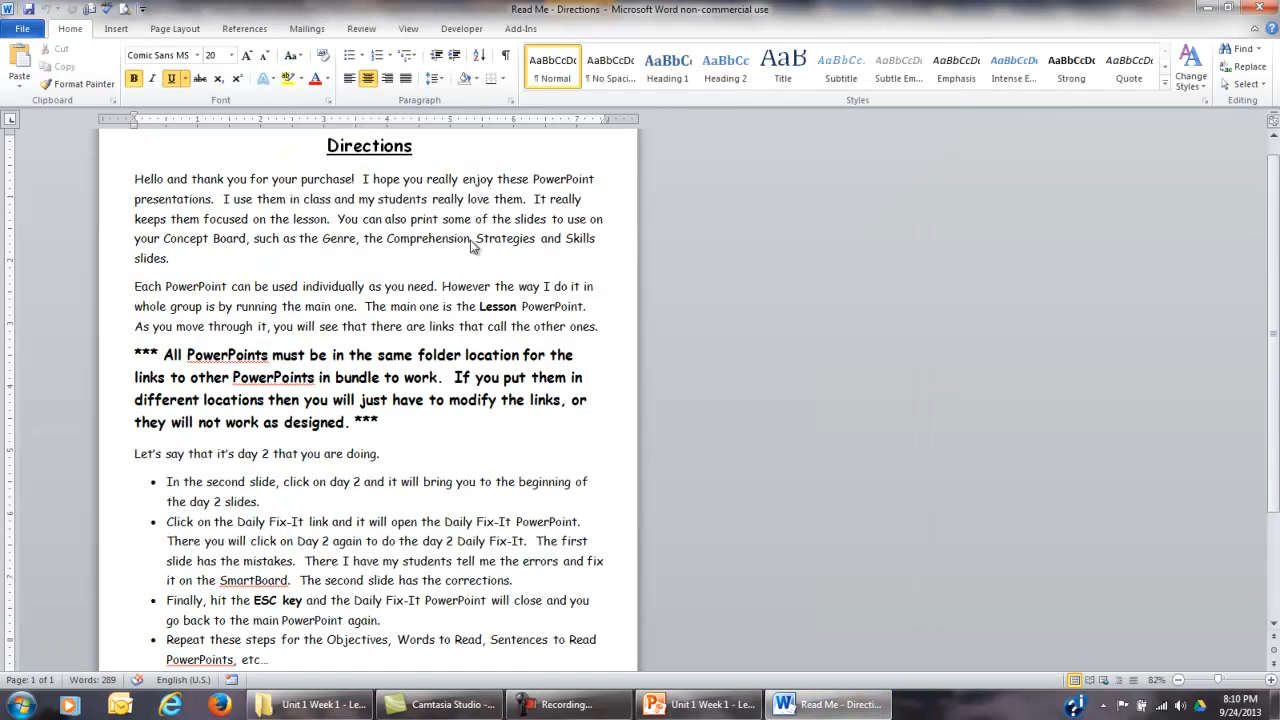 Read Me - Directions - Microsoft Word non-commercial use
File Home Insert Page Layout References Mailings Review View Developer Add-Ins
Paste Cut Copy Format Painter Clipboard
Comic Sans MS 20 Font
Paragraph
AaBbCcDc AaBbCcDc AaBbC AaBbCc AaB AaBbCcL AaBbCcDt AaBbCcDt AaBbCcDt AaBbCcDc AaBbCcDt
¶ Normal ¶ No Spaci... Heading 1 Heading 2 Title Subtitle Subtle Em... Emphasis Intense E... Strong Quote
Styles
Change Styles
Find Replace Select Editing
Directions
Hello and thank you for your purchase! I hope you really enjoy these PowerPoint
presentations. I use them in class and my students really love them. It really
keeps them focused on the lesson. You can also print some of the slides to use on
your Concept Board, such as the Genre, the Comprehension Strategies and Skills
slides.
Each PowerPoint can be used individually as you need. However the way I do it in
whole group is by running the main one. The main one is the Lesson PowerPoint.
As you move through it, you will see that there are links that call the other ones.
*** All PowerPoints must be in the same folder location for the
links to other PowerPoints in bundle to work. If you put them in
different locations then you will just have to modify the links, or
they will not work as designed. ***
Let's say that it's day 2 that you are doing.
• In the second slide, click on day 2 and it will bring you to the beginning of
the day 2 slides.
• Click on the Daily Fix-It link and it will open the Daily Fix-It PowerPoint.
There you will click on Day 2 again to do the day 2 Daily Fix-It. The first
slide has the mistakes. There I have my students tell me the errors and fix
it on the SmartBoard. The second slide has the corrections.
• Finally, hit the ESC key and the Daily Fix-It PowerPoint will close and you
go back to the main PowerPoint again.
• Repeat these steps for the Objectives, Words to Read, Sentences to Read
PowerPoints, etc...
Page: 1 of 1 Words: 289 English (U.S.) 82%
Unit 1 Week 1 - Le... Camtasia Studio -... Recording... Unit 1 Week 1 - Le... Read Me - Directi...
8:10 PM
9/24/2013